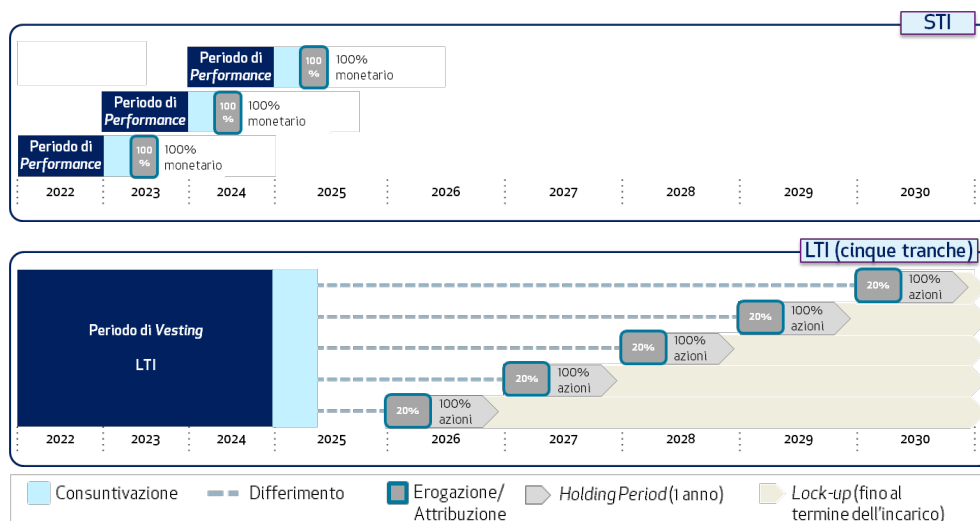 STI
Periodo di
Performance
100
%
100%
monetario
Periodo di
Performance
100
%
100%
monetario
Periodo di
Performance
100
%
100%
monetario
2022 2023 2024 2025 2026 2027 2028 2029 2030
LTI (cinque tranche)
Periodo di Vesting
LTI
20%
100%
azioni
20%
100%
azioni
20%
100%
azioni
20%
100%
azioni
20%
100%
azioni
2022 2023 2024 2025 2026 2027 2028 2029 2030
Consuntivazione
Differimento
Erogazione/
Attribuzione
Holding Period (1 anno)
Lock-up (fino al
termine dell'incarico)